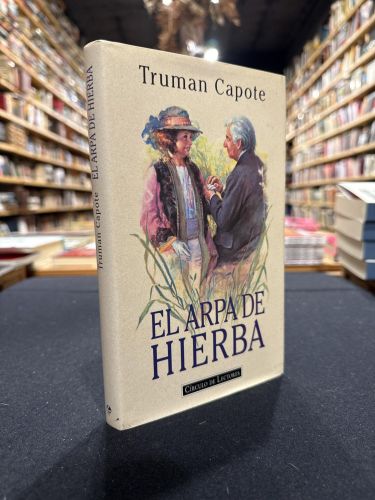 Truman Capote
EL ARPA DE
HIERBA
CÍRCULO DE LECTORES
Truman Capote EL ARPA DE HIERBA